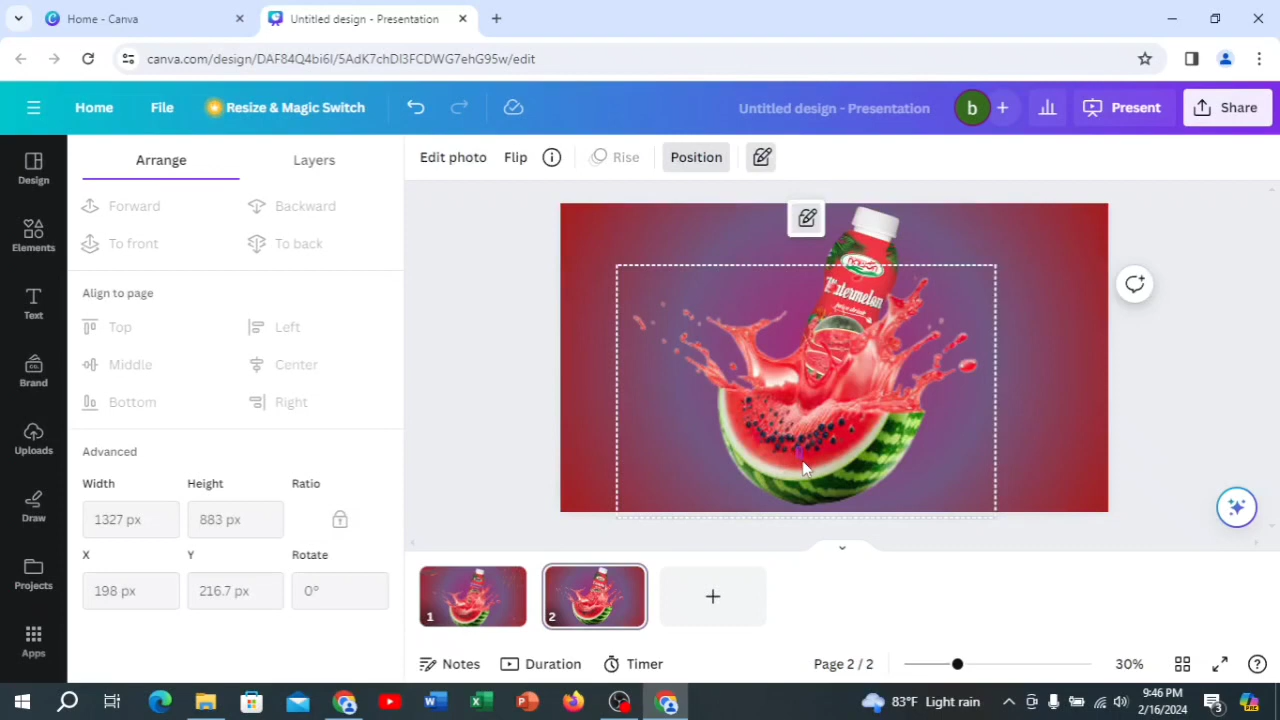 Home - Canva
Untitled design - Presentation
canva.com/design/DAF84Q4bi6I/5AdK7chDI3FCDWG7ehG95w/edit
Home
File
Resize & Magic Switch
Untitled design - Presentation
b
Present
Share
Design
Elements
Text
Brand
Uploads
Draw
Projects
Apps
Arrange
Layers
Forward
Backward
To front
To back
Align to page
Top
Left
Middle
Center
Bottom
Right
Advanced
Width
Height
Ratio
1327 px
883 px
X
Y
Rotate
198 px
216.7 px
0°
Edit photo
Flip
Rise
Position
Watermelon
1
2
Notes
Duration
Timer
Page 2 / 2
30%
83°F Light rain
9:46 PM
2/16/2024
3